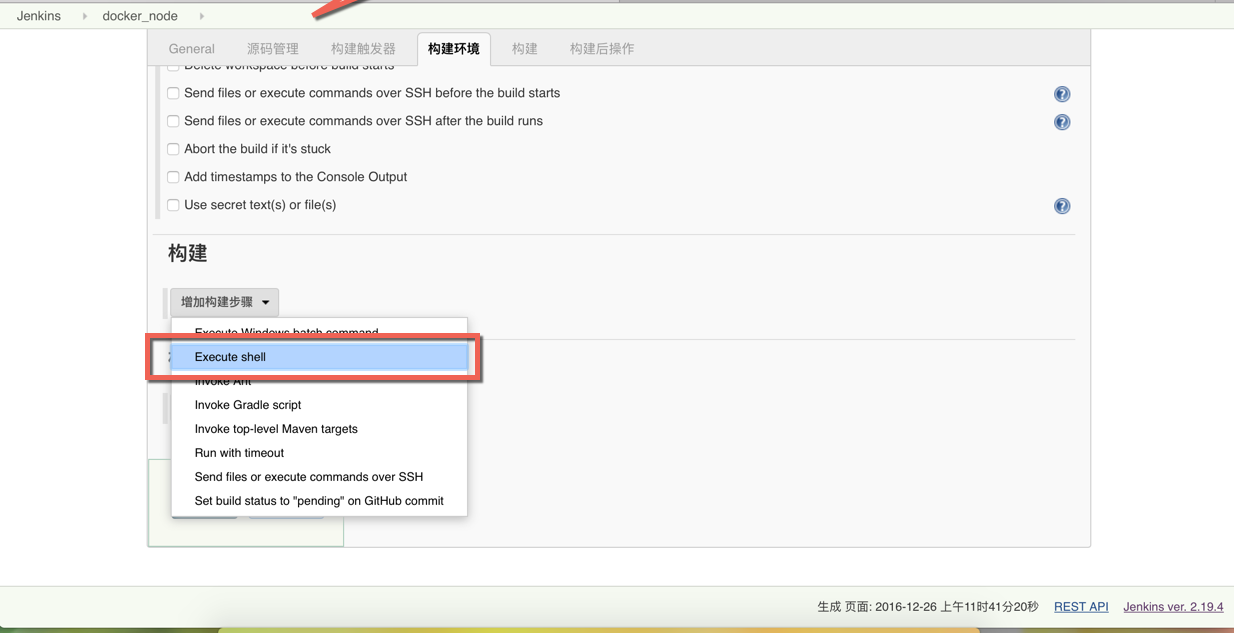 Jenkins docker_node
General 源码管理 构建触发器 构建环境 构建 构建后操作
Delete workspace before build starts
Send files or execute commands over SSH before the build starts
Send files or execute commands over SSH after the build runs
Abort the build if it's stuck
Add timestamps to the Console Output
Use secret text(s) or file(s)
构建
增加构建步骤
Execute Windows batch command
Execute shell
Invoke Ant
Invoke Gradle script
Invoke top-level Maven targets
Run with timeout
Send files or execute commands over SSH
Set build status to "pending" on GitHub commit
生成 页面: 2016-12-26 上午11时41分20秒 REST API Jenkins ver. 2.19.4